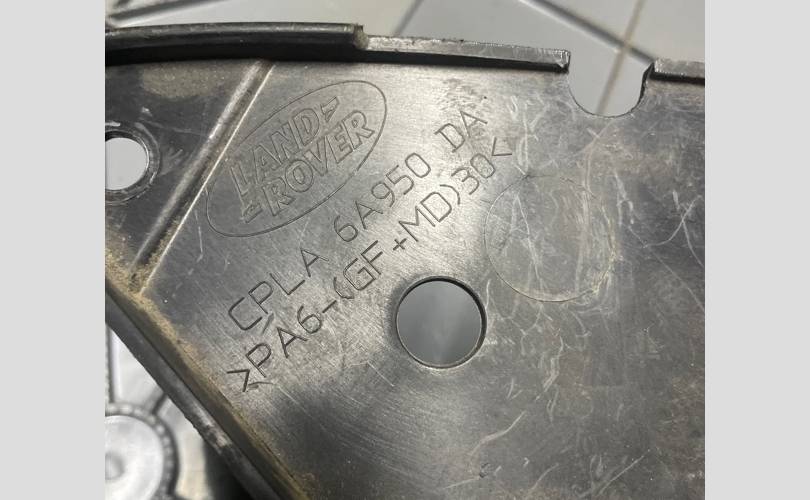 LAND-
-ROVER
CPLA 6A950 DA
>PA6-(GF+MD)30<